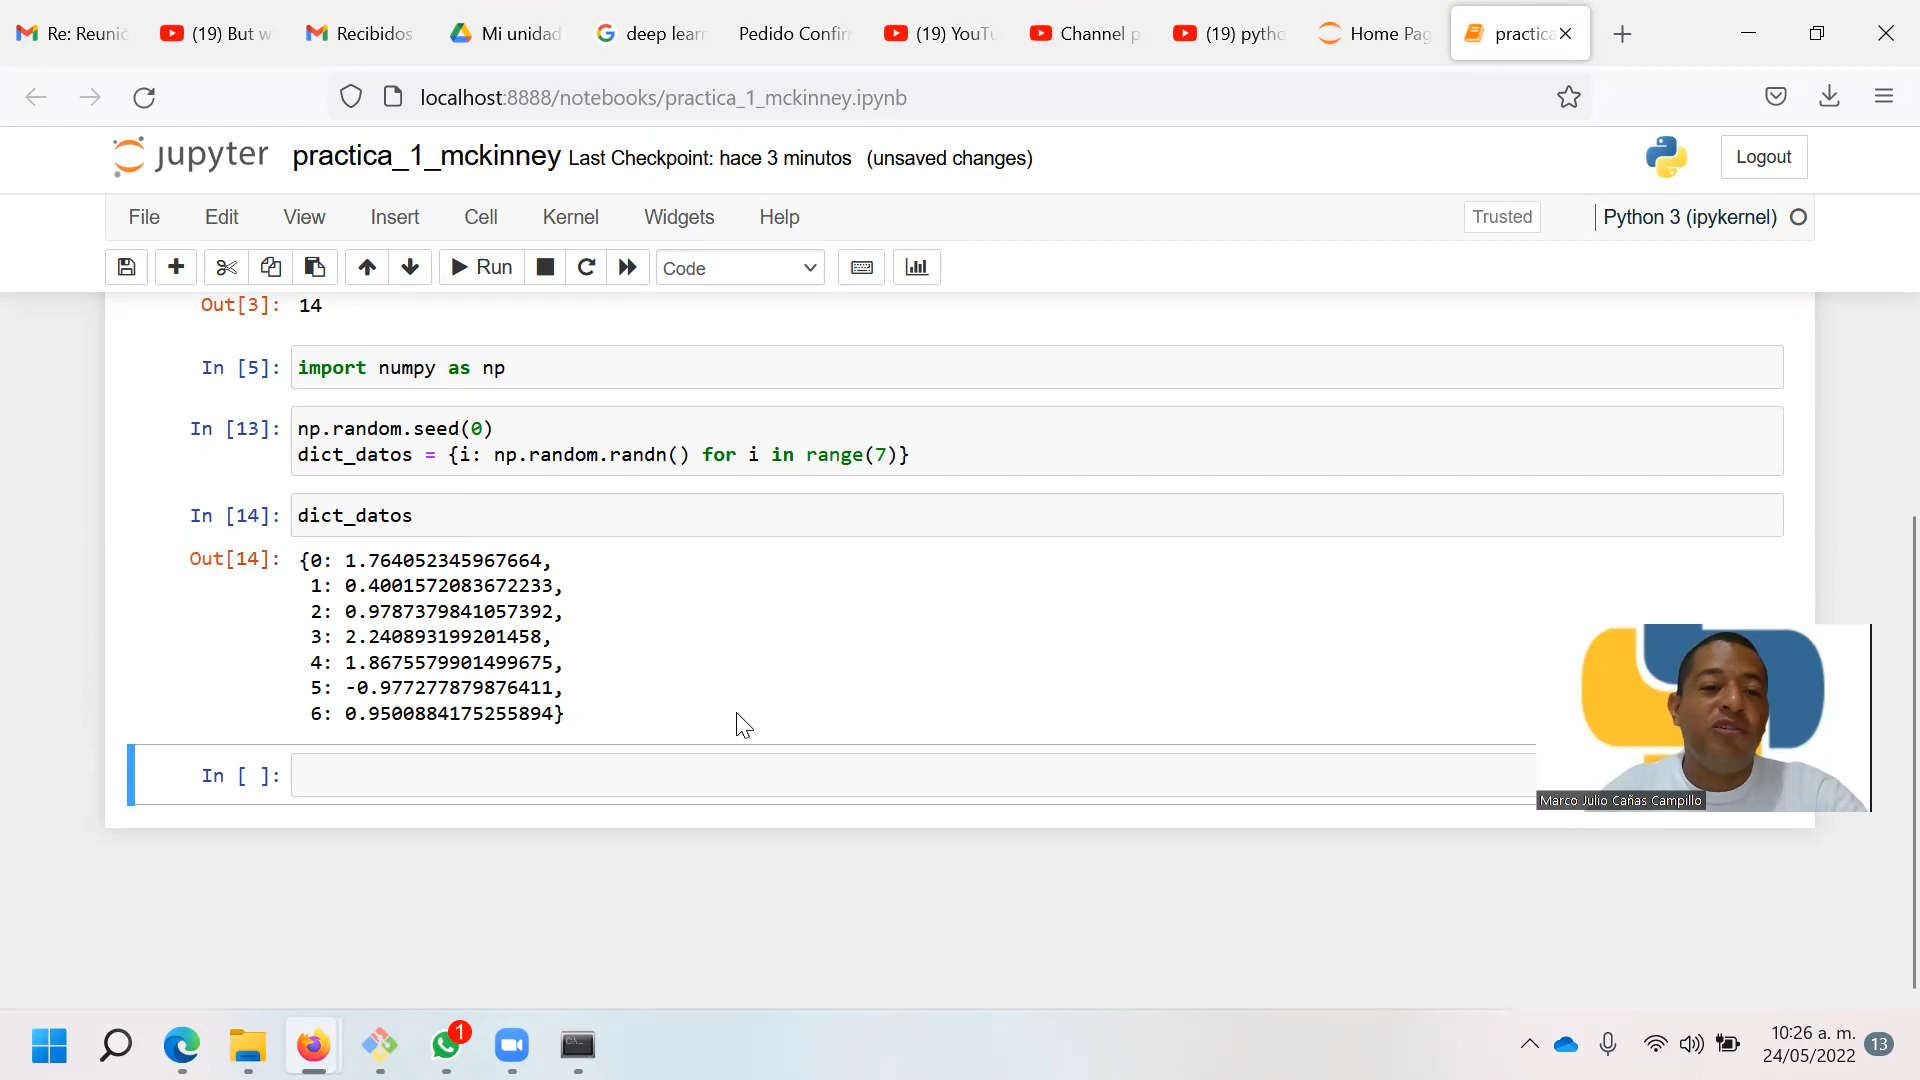 Re: Reunió
(19) But w
Recibidos
Mi unidad
deep learn
Pedido Confirm
(19) YouTu
Channel p
(19) pytho
Home Pag
practica
localhost:8888/notebooks/practica_1_mckinney.ipynb
jupyter practica_1_mckinney Last Checkpoint: hace 3 minutos (unsaved changes)
Logout
File Edit View Insert Cell Kernel Widgets Help
Trusted
Python 3 (ipykernel)
Run
Code
Out[3]: 14
In [5]: import numpy as np
In [13]: np.random.seed(0)
dict_datos = {i: np.random.randn() for i in range(7)}
In [14]: dict_datos
Out[14]: {0: 1.764052345967664,
1: 0.4001572083672233,
2: 0.9787379841057392,
3: 2.240893199201458,
4: 1.8675579901499675,
5: -0.977277879876411,
6: 0.9500884175255894}
In [ ]:
Marco Julio Cañas Campillo
1
10:26 a. m.
24/05/2022
13